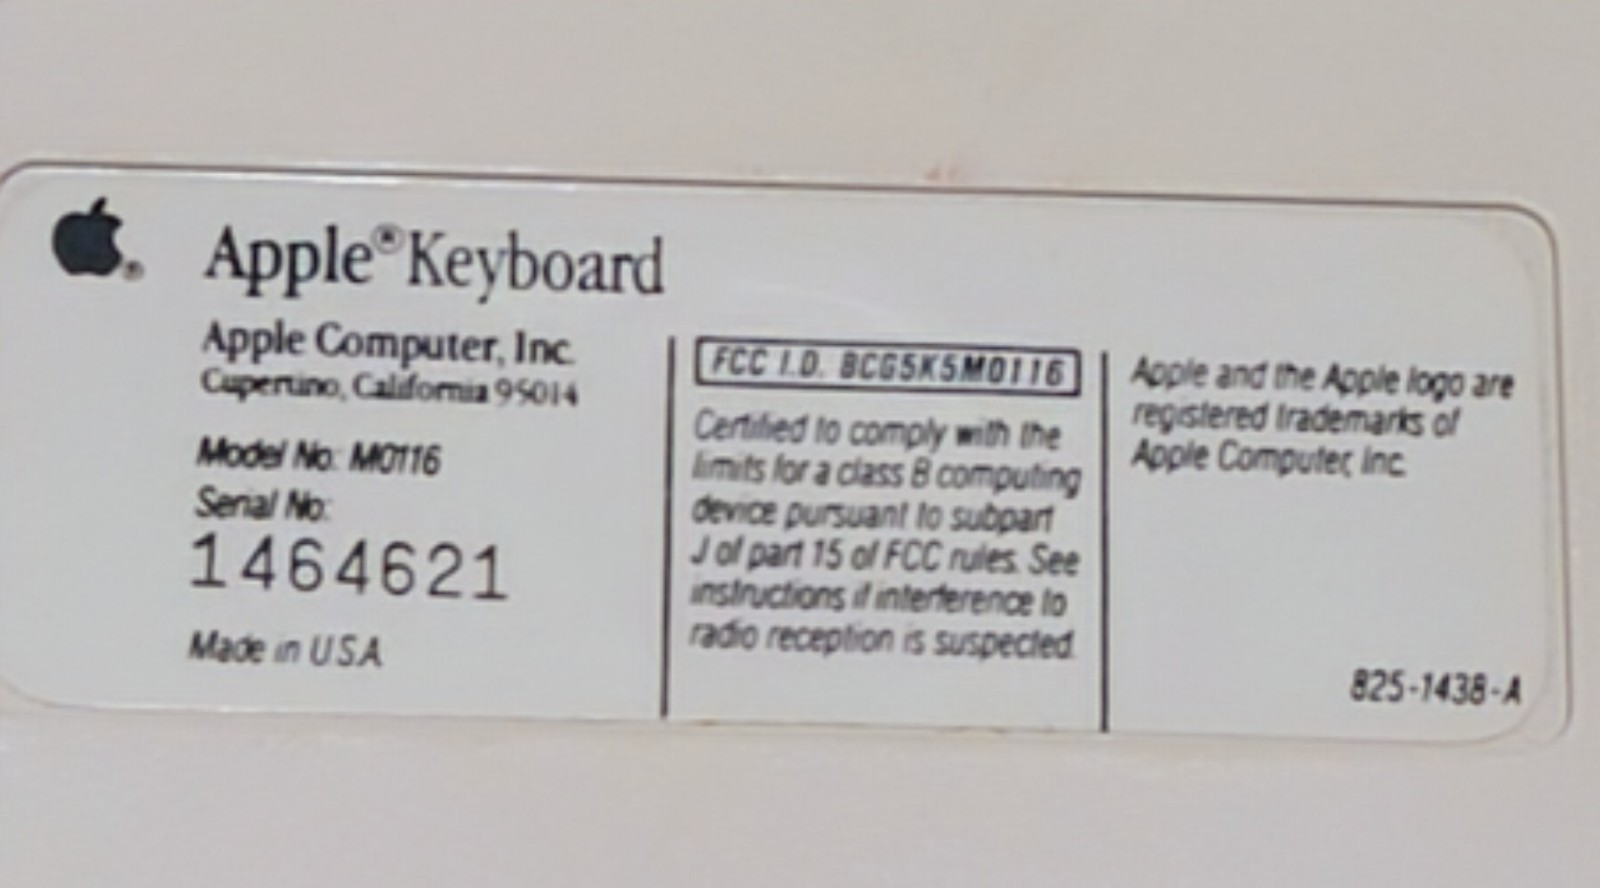 Apple® Keyboard
Apple Computer, Inc.
Cupertino, California 95014
Model No: M0116
Serial No:
1464621
Made in U.S.A.
FCC I.D. BCG5K5M0116
Certified to comply with the
limits for a class B computing
device pursuant to subpart
J of part 15 of FCC rules. See
instructions if interference to
radio reception is suspected.
Apple and the Apple logo are
registered trademarks of
Apple Computer, Inc.
825-1438-A